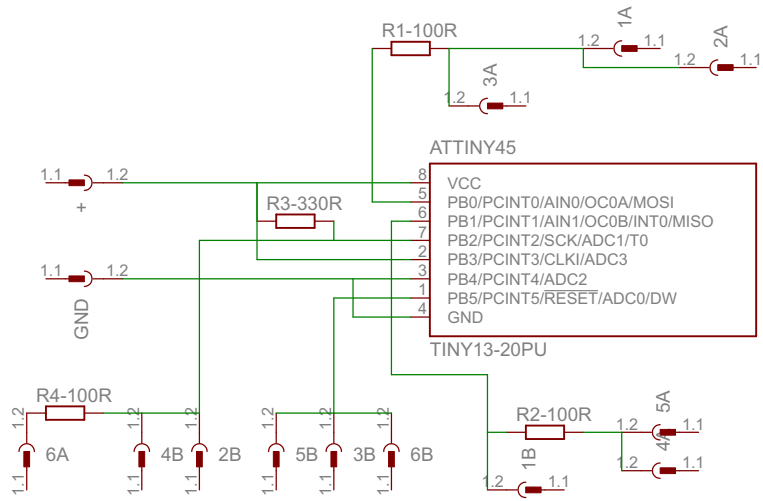 1A
R1-100R
1.2 1.1
2A
1.2 1.1
3A
1.2 1.1
ATTINY45
1.1 1.2
+
8 VCC
5 PB0/PCINT0/AIN0/OC0A/MOSI
R3-330R
6 PB1/PCINT1/AIN1/OC0B/INT0/MISO
7 PB2/PCINT2/SCK/ADC1/T0
2 PB3/PCINT3/CLKI/ADC3
1.1 1.2
3 PB4/PCINT4/ADC2
1 PB5/PCINT5/RESET/ADC0/DW
GND
4 GND
TINY13-20PU
R4-100R
1.2 1.2 1.2 1.2 1.2 1.2
6A 4B 2B 5B 3B 6B
1.1 1.1 1.1 1.1 1.1 1.1
R2-100R
5A
1.2 1.1
4A
1.2 1.1
1B
1.2 1.1